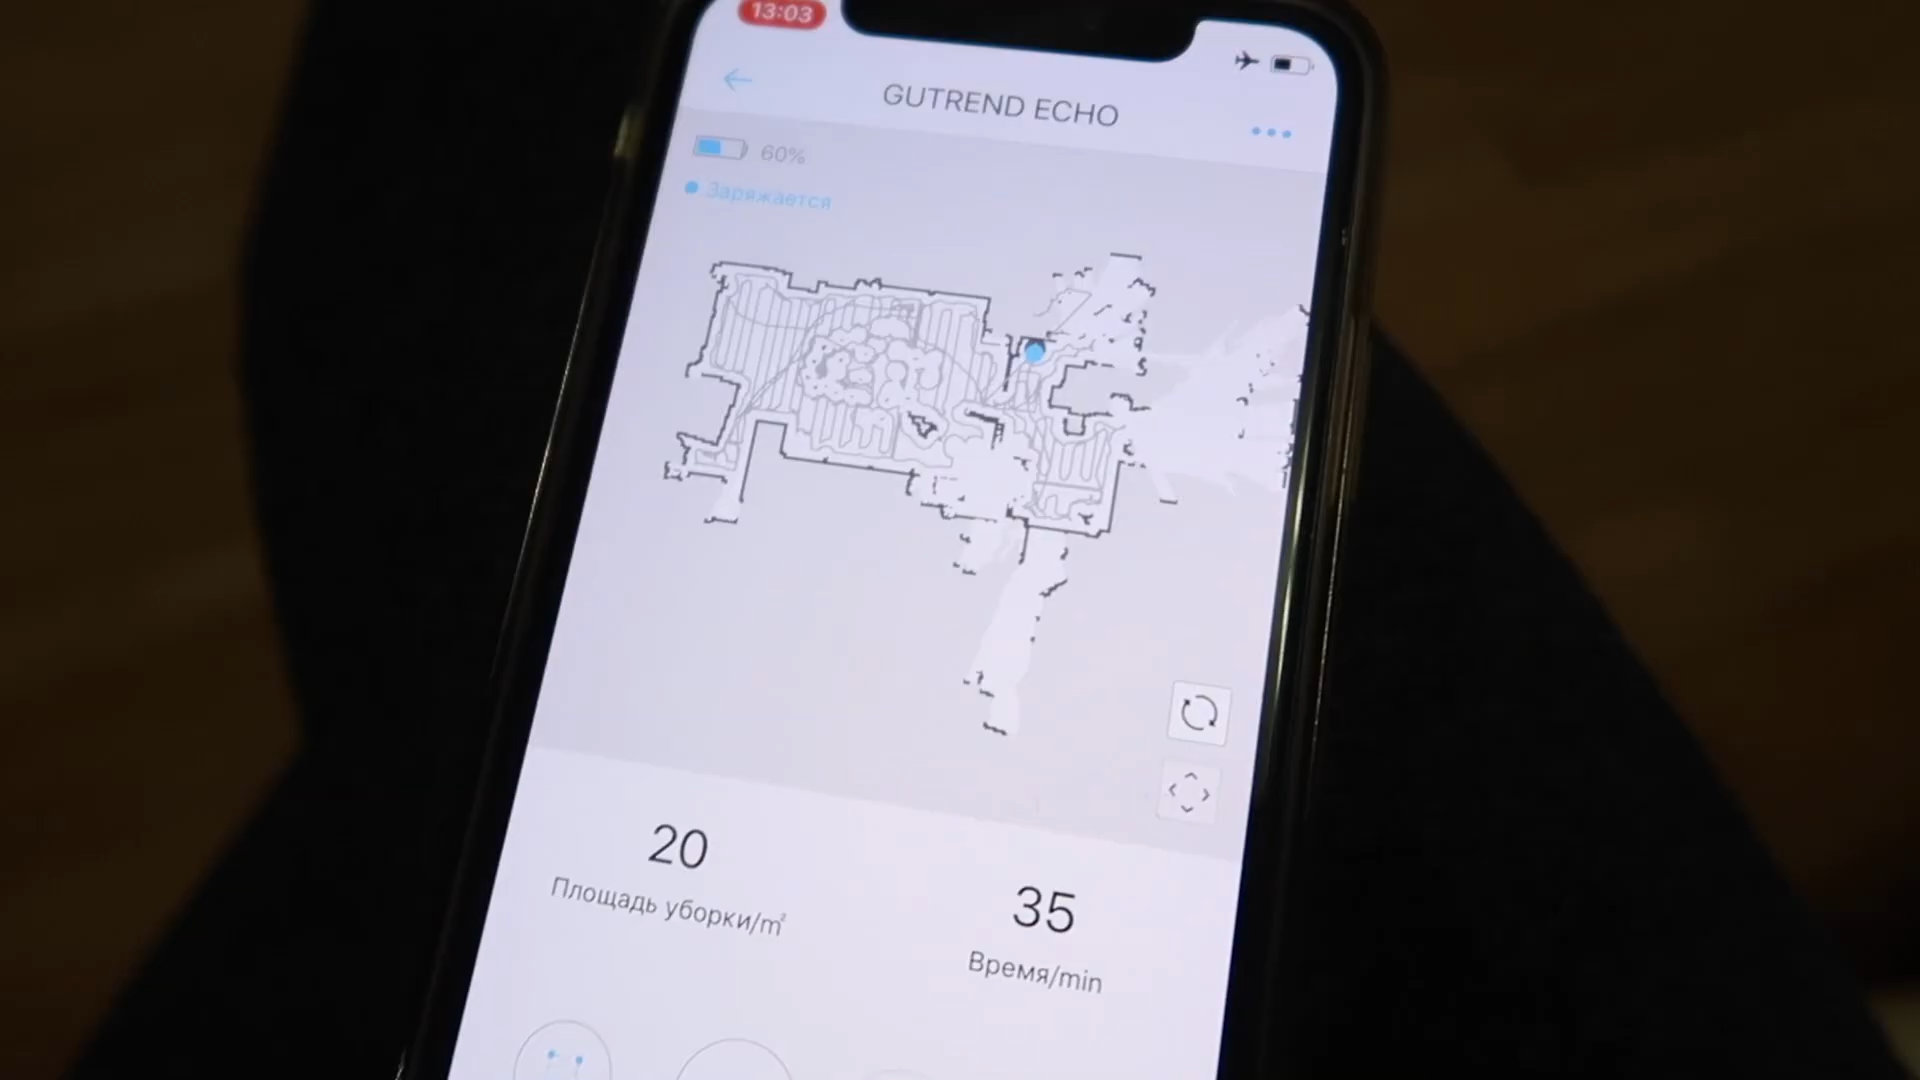 13:03
GUTREND ECHO
60%
Заряжается
20
Площадь уборки/m²
35
Время/min